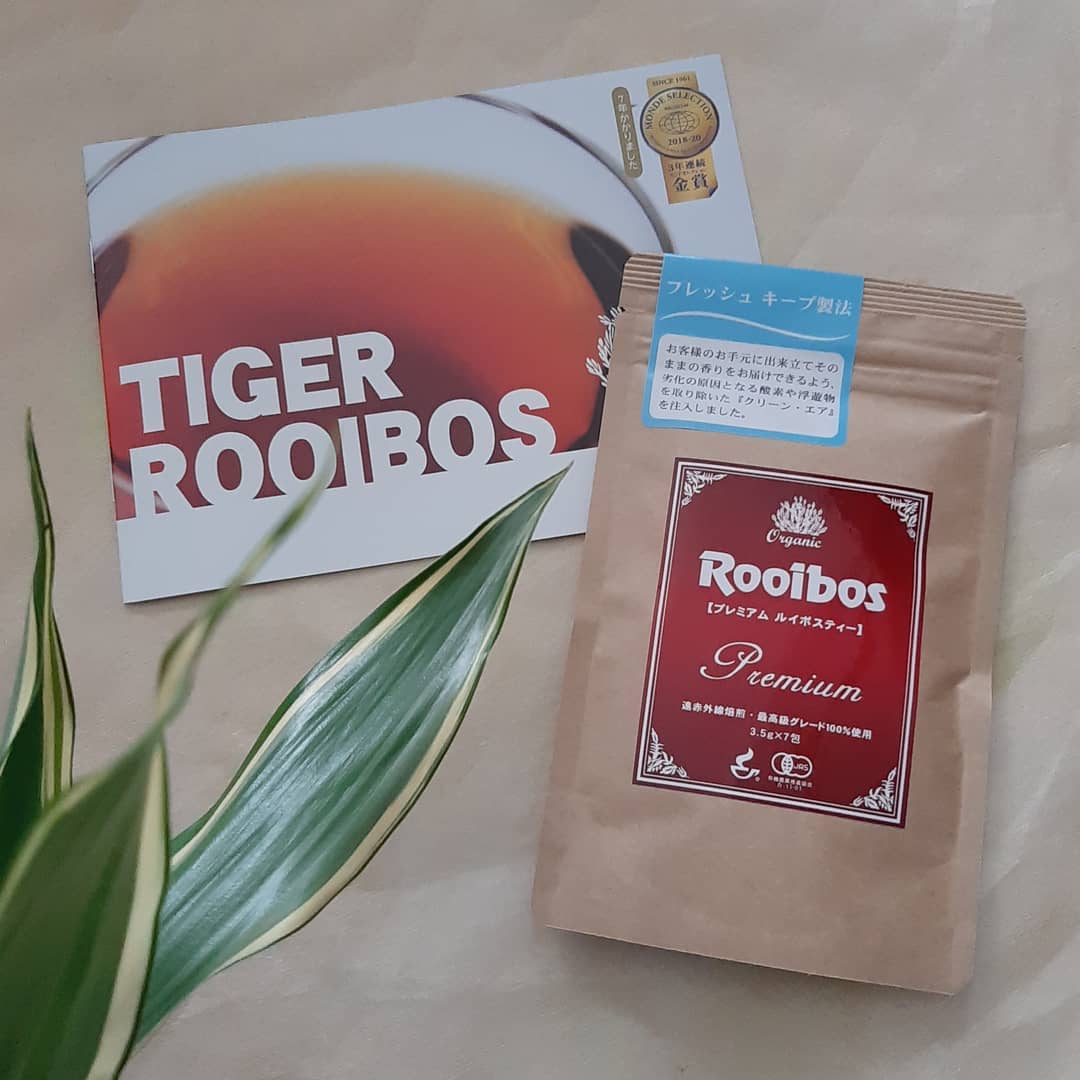 7年かかりました
SINCE 1961
MONDE SELECTION
2018-20
3年連続
金賞
TIGER
ROOIBOS
フレッシュ キープ製法
お客様のお手元に出来立てその
ままの香りをお届けできるよう、
劣化の原因となる酸素や浮遊物
を取り除いた『クリーン・エア』
を注入しました。
Organic
Rooibos
【プレミアム ルイボスティー】
Premium
遠赤外線焙煎・最高級グレード100%使用
3.5g×7包
JAS